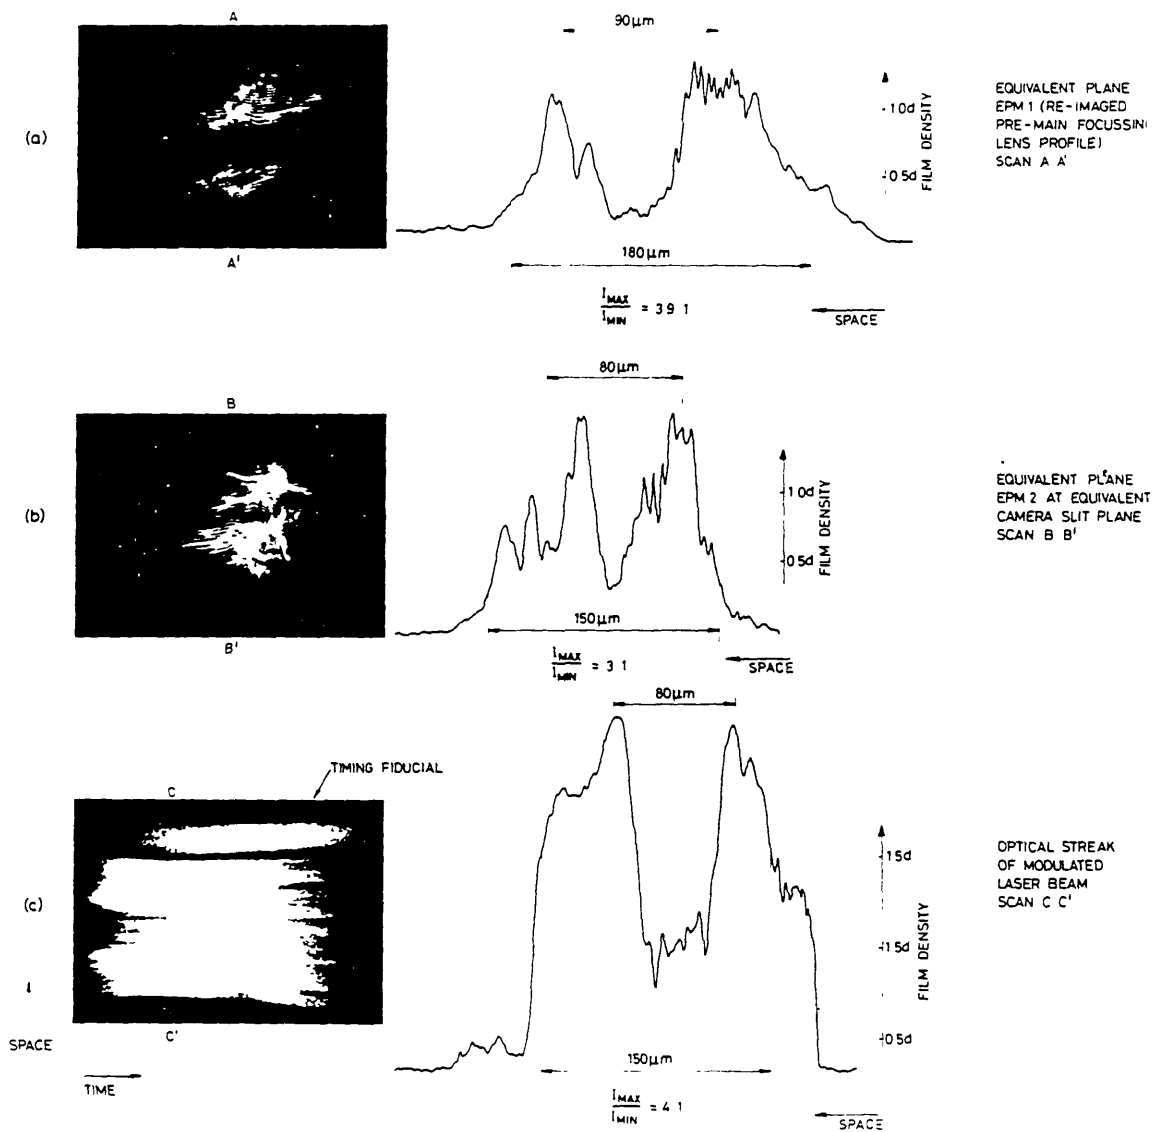 A
90μm
(a)
10d
0.5d
FILM DENSITY
EQUIVALENT PLANE
EPM 1 (RE-IMAGED
PRE-MAIN FOCUSSIN
LENS PROFILE)
SCAN A A'
A'
180μm
I MAX
I MIN
= 3 9 1
SPACE
B
80μm
(b)
1 0d
0.5d
FILM DENSITY
EQUIVALENT PLANE
EPM 2 AT EQUIVALENT
CAMERA SLIT PLANE
SCAN B B'
B'
150μm
I MAX
I MIN
= 3 1
SPACE
80μm
TIMING FIDUCIAL
C
(c)
1 5d
1.5d
0.5d
FILM DENSITY
OPTICAL STREAK
OF MODULATED
LASER BEAM
SCAN C C'
C'
SPACE
TIME
150μm
I MAX
I MIN
= 4 1
SPACE